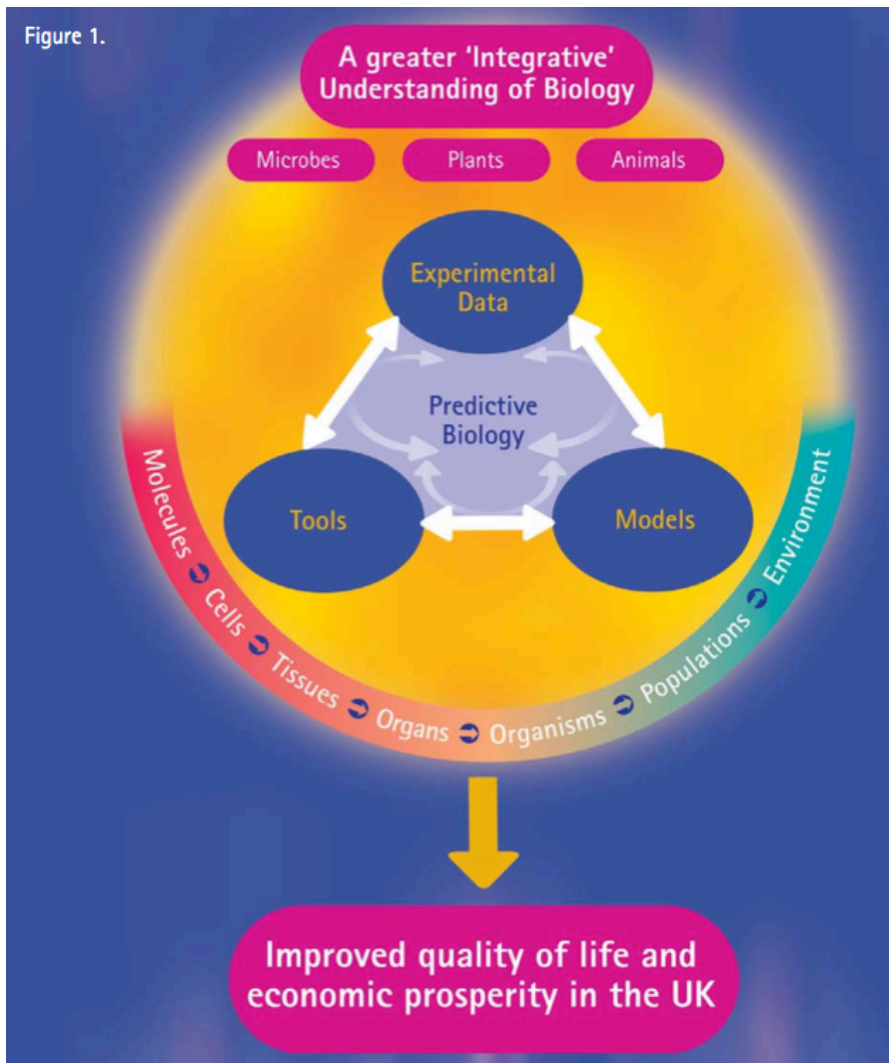 Figure 1.
A greater ‘Integrative’
Understanding of Biology
Microbes
Plants
Animals
Experimental
Data
Predictive
Biology
Tools
Models
Molecules
Cells
Tissues
Organs
Organisms
Populations
Environment
Improved quality of life and
economic prosperity in the UK